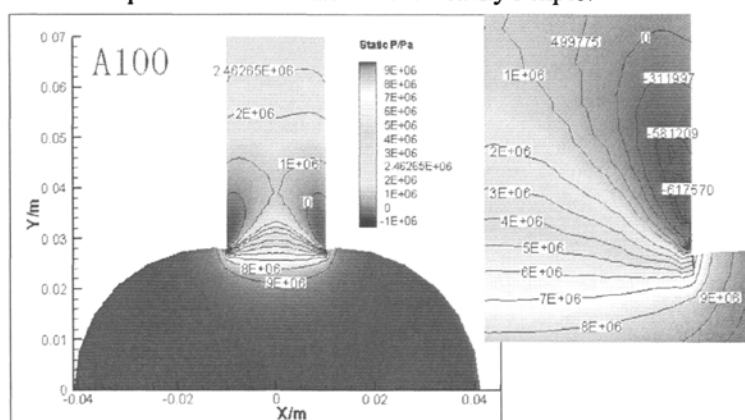 A100
Static P/Pa
9E+06
8E+06
7E+06
6E+06
5E+06
4E+06
3E+06
2.46265E+06
2E+06
1E+06
0
-1E+06
0.07
0.06
0.05
0.04
0.03
0.02
0.01
0
Y/m
-0.04
-0.02
0
0.02
0.04
X/m
2.46265E+06
2E+06
1E+06
0
8E+06
9E+06
499775
0
1E+06
-311997
-581209
2E+06
-617570
3E+06
4E+06
5E+06
6E+06
7E+06
9E+06
8E+06